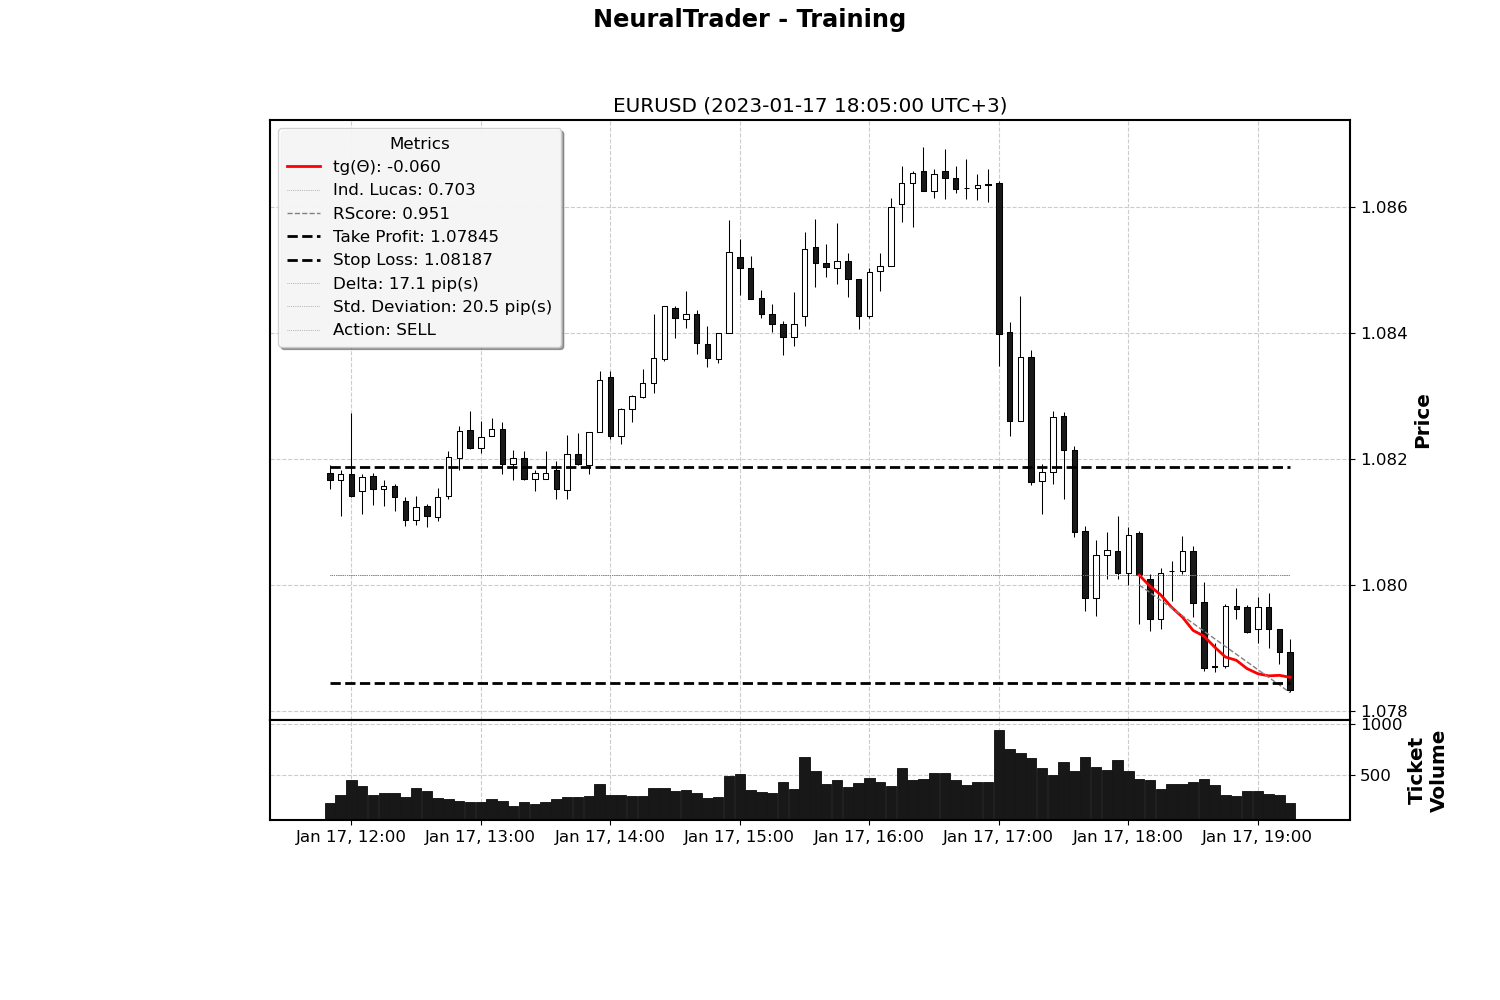 NeuralTrader - Training
EURUSD (2023-01-17 18:05:00 UTC+3)
Metrics
tg(Θ): -0.060
Ind. Lucas: 0.703
RScore: 0.951
Take Profit: 1.07845
Stop Loss: 1.08187
Delta: 17.1 pip(s)
Std. Deviation: 20.5 pip(s)
Action: SELL
1.086
1.084
1.082
1.080
1.078
Price
1000
500
Ticket
Volume
Jan 17, 12:00
Jan 17, 13:00
Jan 17, 14:00
Jan 17, 15:00
Jan 17, 16:00
Jan 17, 17:00
Jan 17, 18:00
Jan 17, 19:00